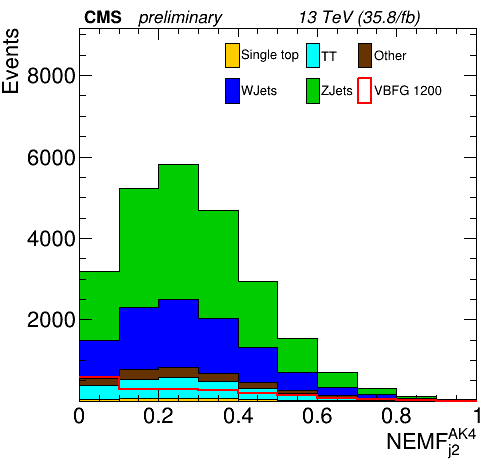 CMS preliminary 13 TeV (35.8/fb)
Events
Single top TT Other
WJets ZJets VBFG 1200
8000
6000
4000
2000
0 0.2 0.4 0.6 0.8 1
NEMF^{AK4}_{j2}